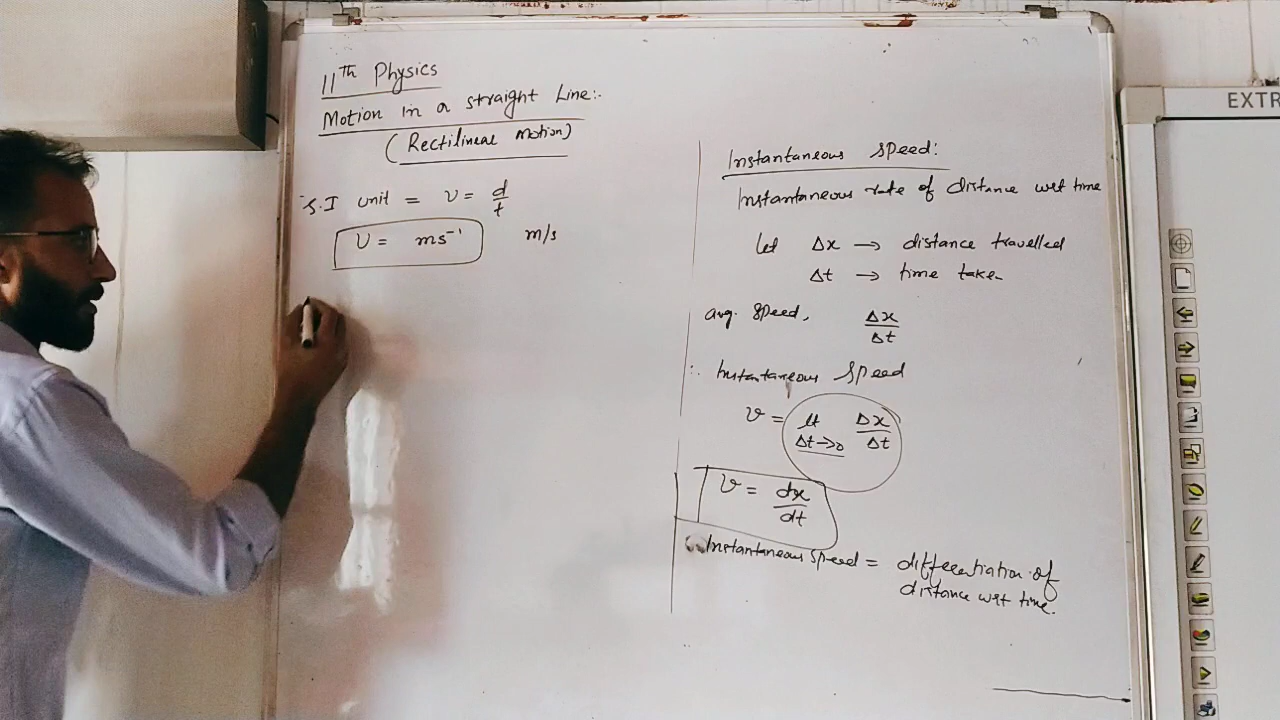 11th Physics
Motion in a straight Line:-
(Rectilinear Motion)
S.I unit = v = d/t
v = ms⁻¹ m/s
Instantaneous Speed:
Instantaneous rate of distance wrt time
let Δx → distance travelled
Δt → time taken
avg. speed, Δx/Δt
∴ Instantaneous Speed
v = lt Δt→0 Δx/Δt
v = dx/dt
Instantaneous Speed = differentiation of
distance wrt time.
EXTR